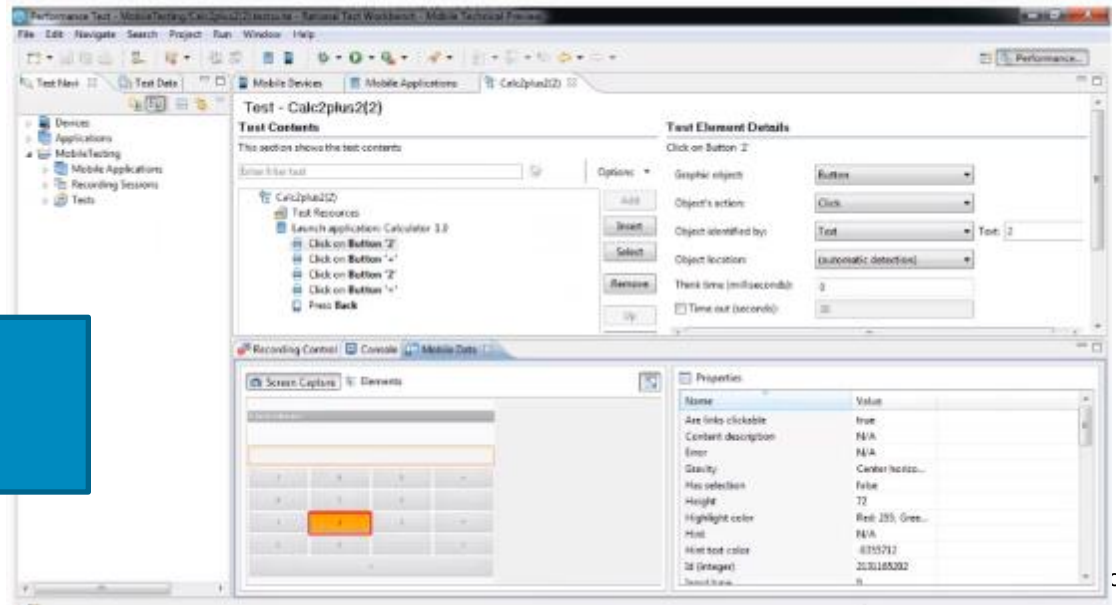 Performance Test - MobileTesting/Calc2plus2(2).testsuite - Rational Test Workbench - Mobile Technical Preview
File Edit Navigate Search Project Run Window Help
Performance...
Test Navi Test Data
Mobile Devices Mobile Applications Calc2plus2(2)
Devices
Applications
MobileTesting
Mobile Applications
Recording Sessions
Tests
Test - Calc2plus2(2)
Test Contents
This section shows the test contents
Enter filter text
Options
Calc2plus2(2)
Test Resources
Launch application: Calculator 1.0
Click on Button '2'
Click on Button '+'
Click on Button '2'
Click on Button '='
Press Back
Add
Insert
Select
Remove
Up
Test Element Details
Click on Button '2'
Graphic object: Button
Object's action: Click
Object identified by: Text Text: 2
Object location: (automatic detection)
Think time (milliseconds): 0
Time out (seconds):
Recording Control Console Mobile Data
Screen Capture Elements
Properties
Name Value
Are links clickable true
Content description N/A
Error N/A
Gravity Center horizo...
Has selection false
Height 72
Highlight color Red: 255, Gree...
Hint N/A
Hint text color
Id (integer) 2131165202